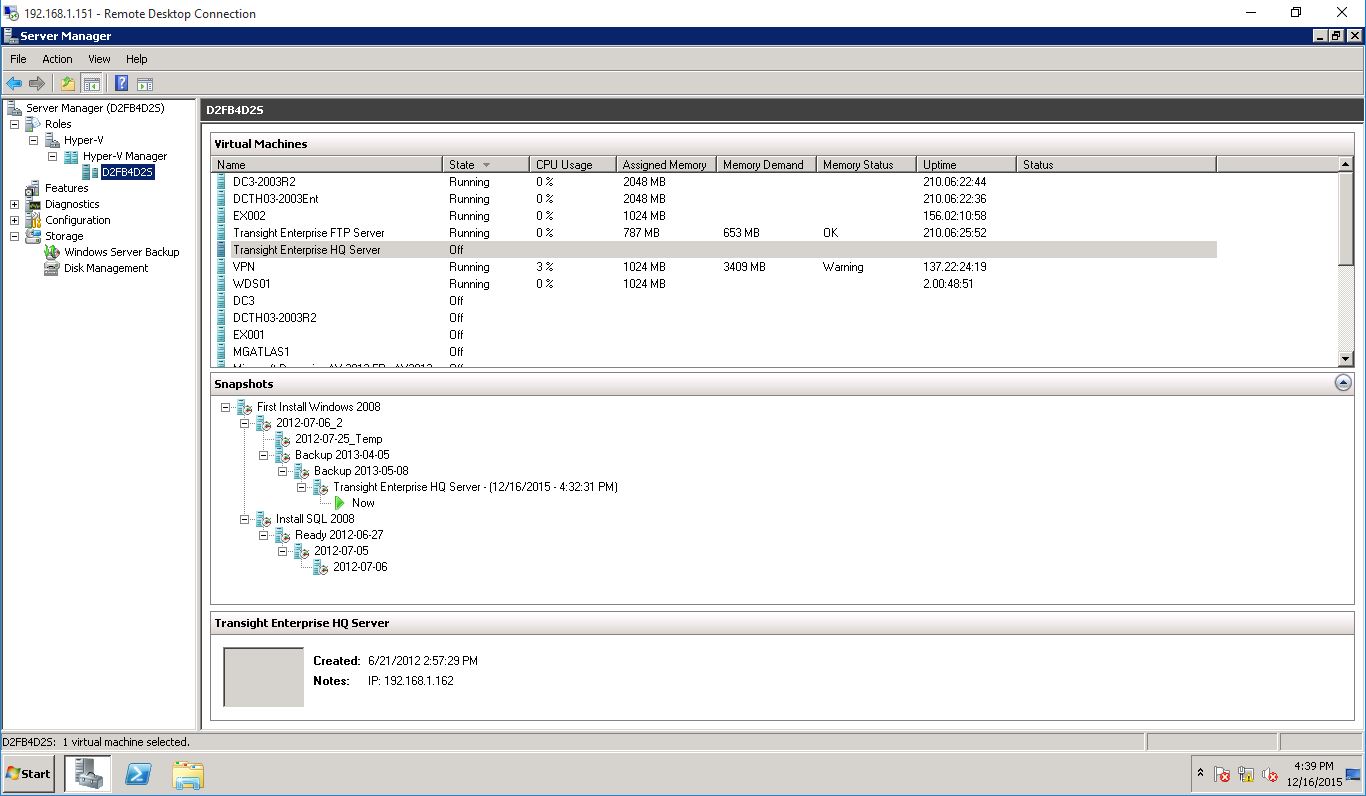 192.168.1.151 - Remote Desktop Connection
Server Manager
File Action View Help
Server Manager (D2FB4D2S)
Roles
Hyper-V
Hyper-V Manager
D2FB4D2S
Features
Diagnostics
Configuration
Storage
Windows Server Backup
Disk Management
D2FB4D2S
Virtual Machines
Name State CPU Usage Assigned Memory Memory Demand Memory Status Uptime Status
DC3-2003R2 Running 0 % 2048 MB 210.06:22:44
DCTH03-2003Ent Running 0 % 2048 MB 210.06:22:36
EX002 Running 0 % 1024 MB 156.02:10:58
Transight Enterprise FTP Server Running 0 % 787 MB 653 MB OK 210.06:25:52
Transight Enterprise HQ Server Off
VPN Running 3 % 1024 MB 3409 MB Warning 137.22:24:19
WDS01 Running 0 % 1024 MB 2.00:48:51
DC3 Off
DCTH03-2003R2 Off
EX001 Off
MGATLAS1 Off
Snapshots
First Install Windows 2008
2012-07-06_2
2012-07-25_Temp
Backup 2013-04-05
Backup 2013-05-08
Transight Enterprise HQ Server - (12/16/2015 - 4:32:31 PM)
Now
Install SQL 2008
Ready 2012-06-27
2012-07-05
2012-07-06
Transight Enterprise HQ Server
Created: 6/21/2012 2:57:29 PM
Notes: IP: 192.168.1.162
D2FB4D2S: 1 virtual machine selected.
Start
4:39 PM
12/16/2015